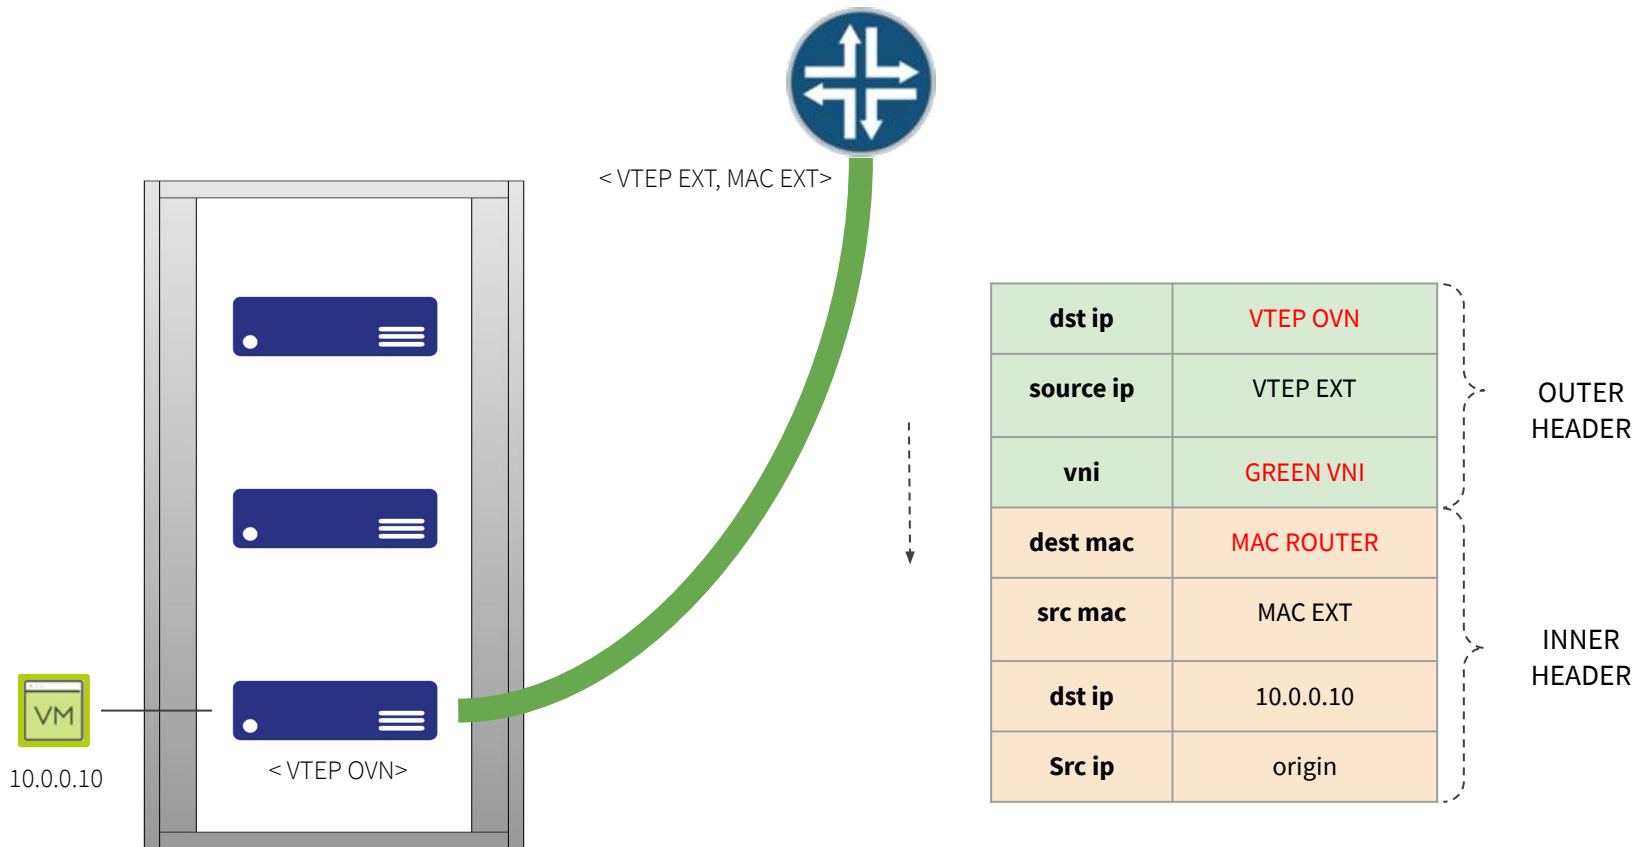 < VTEP EXT, MAC EXT>
VM
10.0.0.10
< VTEP OVN>
dst ip VTEP OVN
source ip VTEP EXT
vni GREEN VNI
dest mac MAC ROUTER
src mac MAC EXT
dst ip 10.0.0.10
Src ip origin
OUTER
HEADER
INNER
HEADER